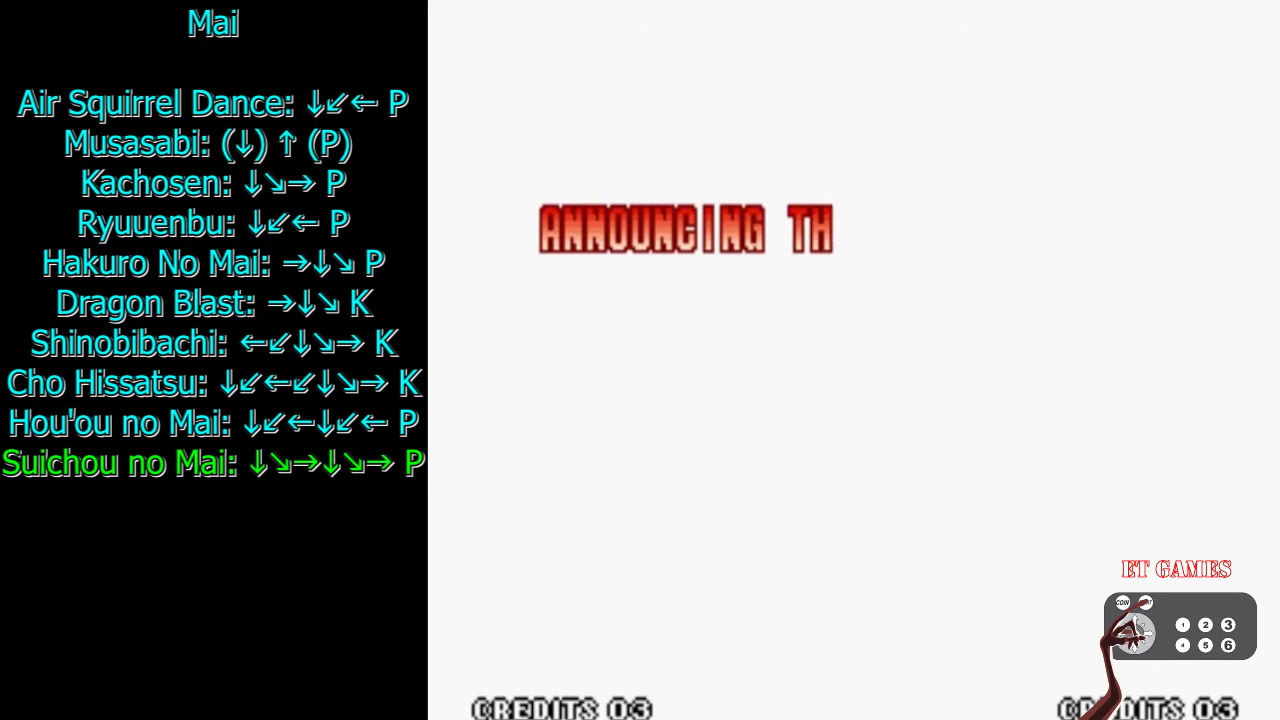 Mai
Air Squirrel Dance: ↓↙← P
Musasabi: (↓) ↑ (P)
Kachosen: ↓↘→ P
Ryuuenbu: ↓↙← P
Hakuro No Mai: →↓↘ P
Dragon Blast: →↓↘ K
Shinobibachi: ←↙↓↘→ K
Cho Hissatsu: ↓↙←↙↓↘→ K
Hou'ou no Mai: ↓↙←↓↙← P
Suichou no Mai: ↓↘→↓↘→ P
ANNOUNCING TH
ET GAMES
COIN
1 2 3
4 5 6
CREDITS 03
CREDITS 03